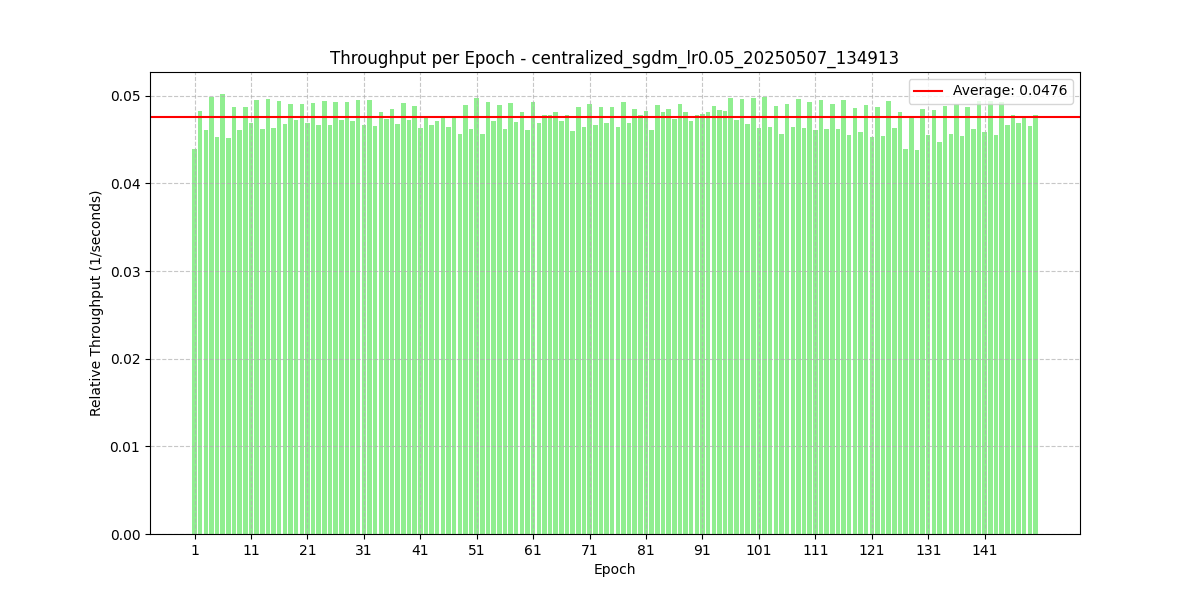 Throughput per Epoch - centralized_sgdm_lr0.05_20250507_134913
Average: 0.0476
Relative Throughput (1/seconds)
0.05
0.04
0.03
0.02
0.01
0.00
1 11 21 31 41 51 61 71 81 91 101 111 121 131 141
Epoch